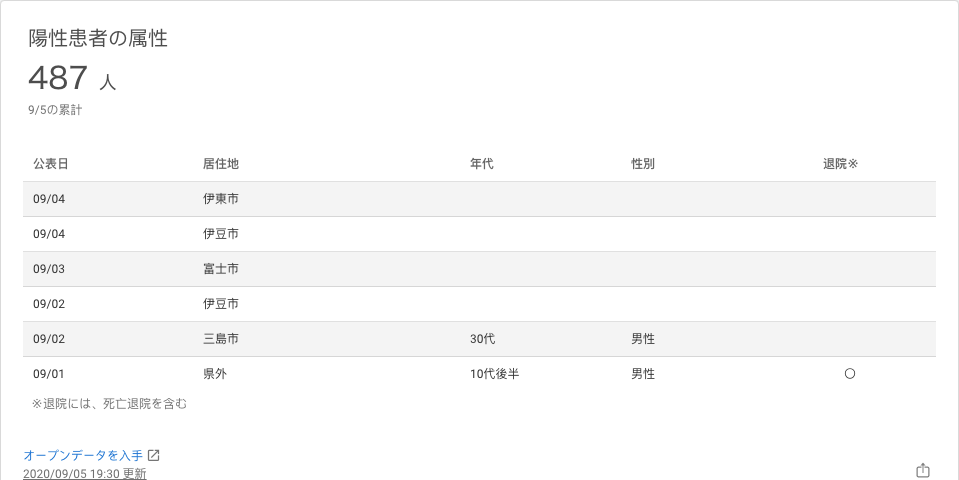 陽性患者の属性
487 人
9/5の累計
公表日 居住地 年代 性別 退院※
09/04 伊東市
09/04 伊豆市
09/03 富士市
09/02 伊豆市
09/02 三島市 30代 男性
09/01 県外 10代後半 男性 〇
※退院には、死亡退院を含む
オープンデータを入手
2020/09/05 19:30 更新